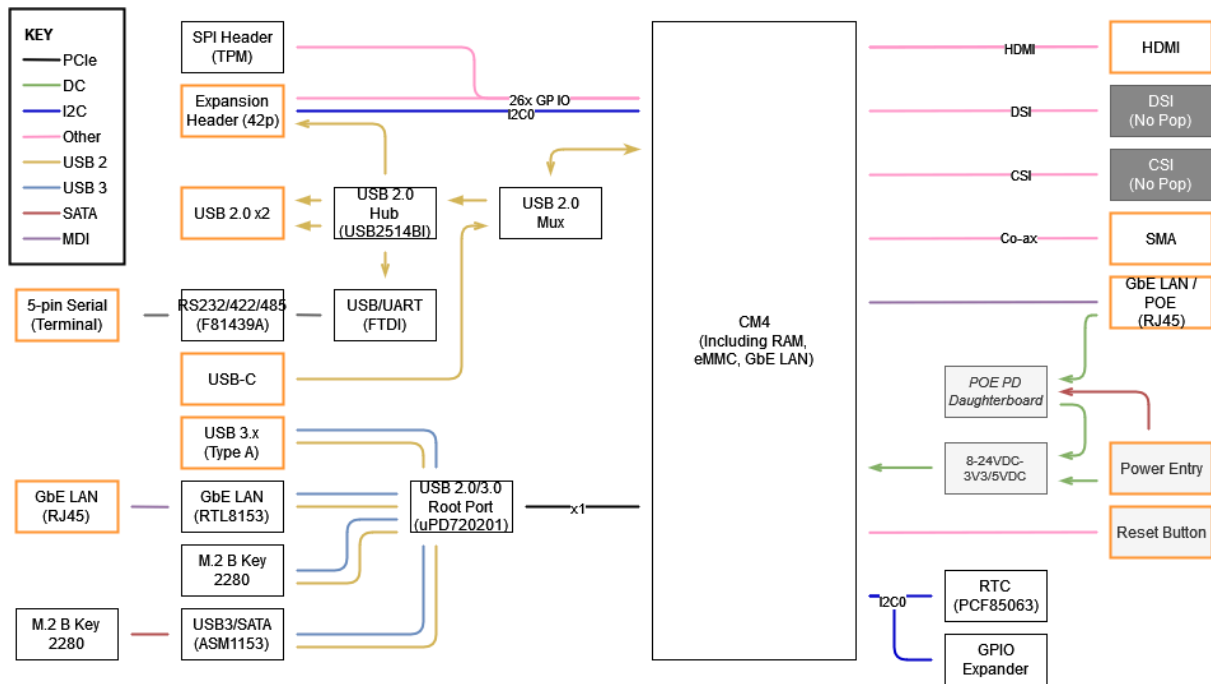 KEY
PCIe
DC
I2C
Other
USB 2
USB 3
SATA
MDI
SPI Header
(TPM)
Expansion
Header (42p)
26x GPIO
I2C0
USB 2.0 x2
USB 2.0
Hub
(USB2514BI)
USB 2.0
Mux
5-pin Serial
(Terminal)
RS232/422/485
(F81439A)
USB/UART
(FTDI)
USB-C
USB 3.x
(Type A)
GbE LAN
(RJ45)
GbE LAN
(RTL8153)
USB 2.0/3.0
Root Port
(uPD720201)
x1
M.2 B Key
2280
M.2 B Key
2280
USB3/SATA
(ASM1153)
CM4
(Including RAM,
eMMC, GbE LAN)
HDMI
HDMI
DSI
DSI
(No Pop)
CSI
CSI
(No Pop)
Co-ax
SMA
GbE LAN /
POE
(RJ45)
POE PD
Daughterboard
8-24VDC-
3V3/5VDC
Power Entry
Reset Button
I2C0
RTC
(PCF85063)
GPIO
Expander